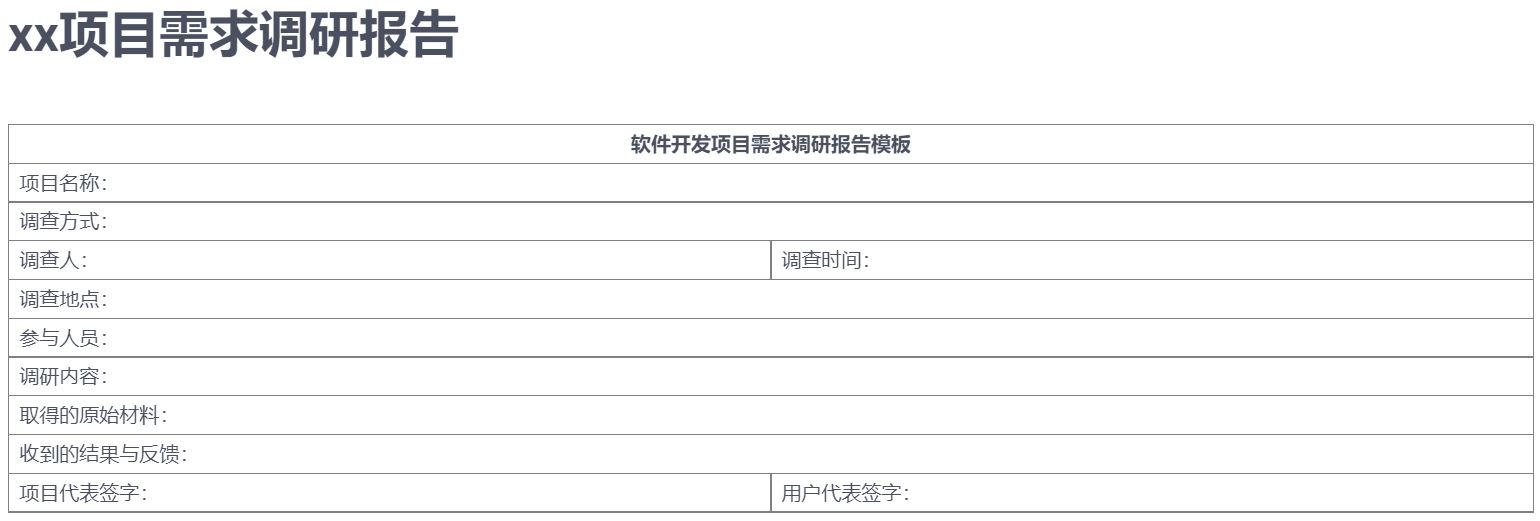 xx项目需求调研报告
软件开发项目需求调研报告模板
项目名称：
调查方式：
调查人： 调查时间：
调查地点：
参与人员：
调研内容：
取得的原始材料：
收到的结果与反馈：
项目代表签字： 用户代表签字：